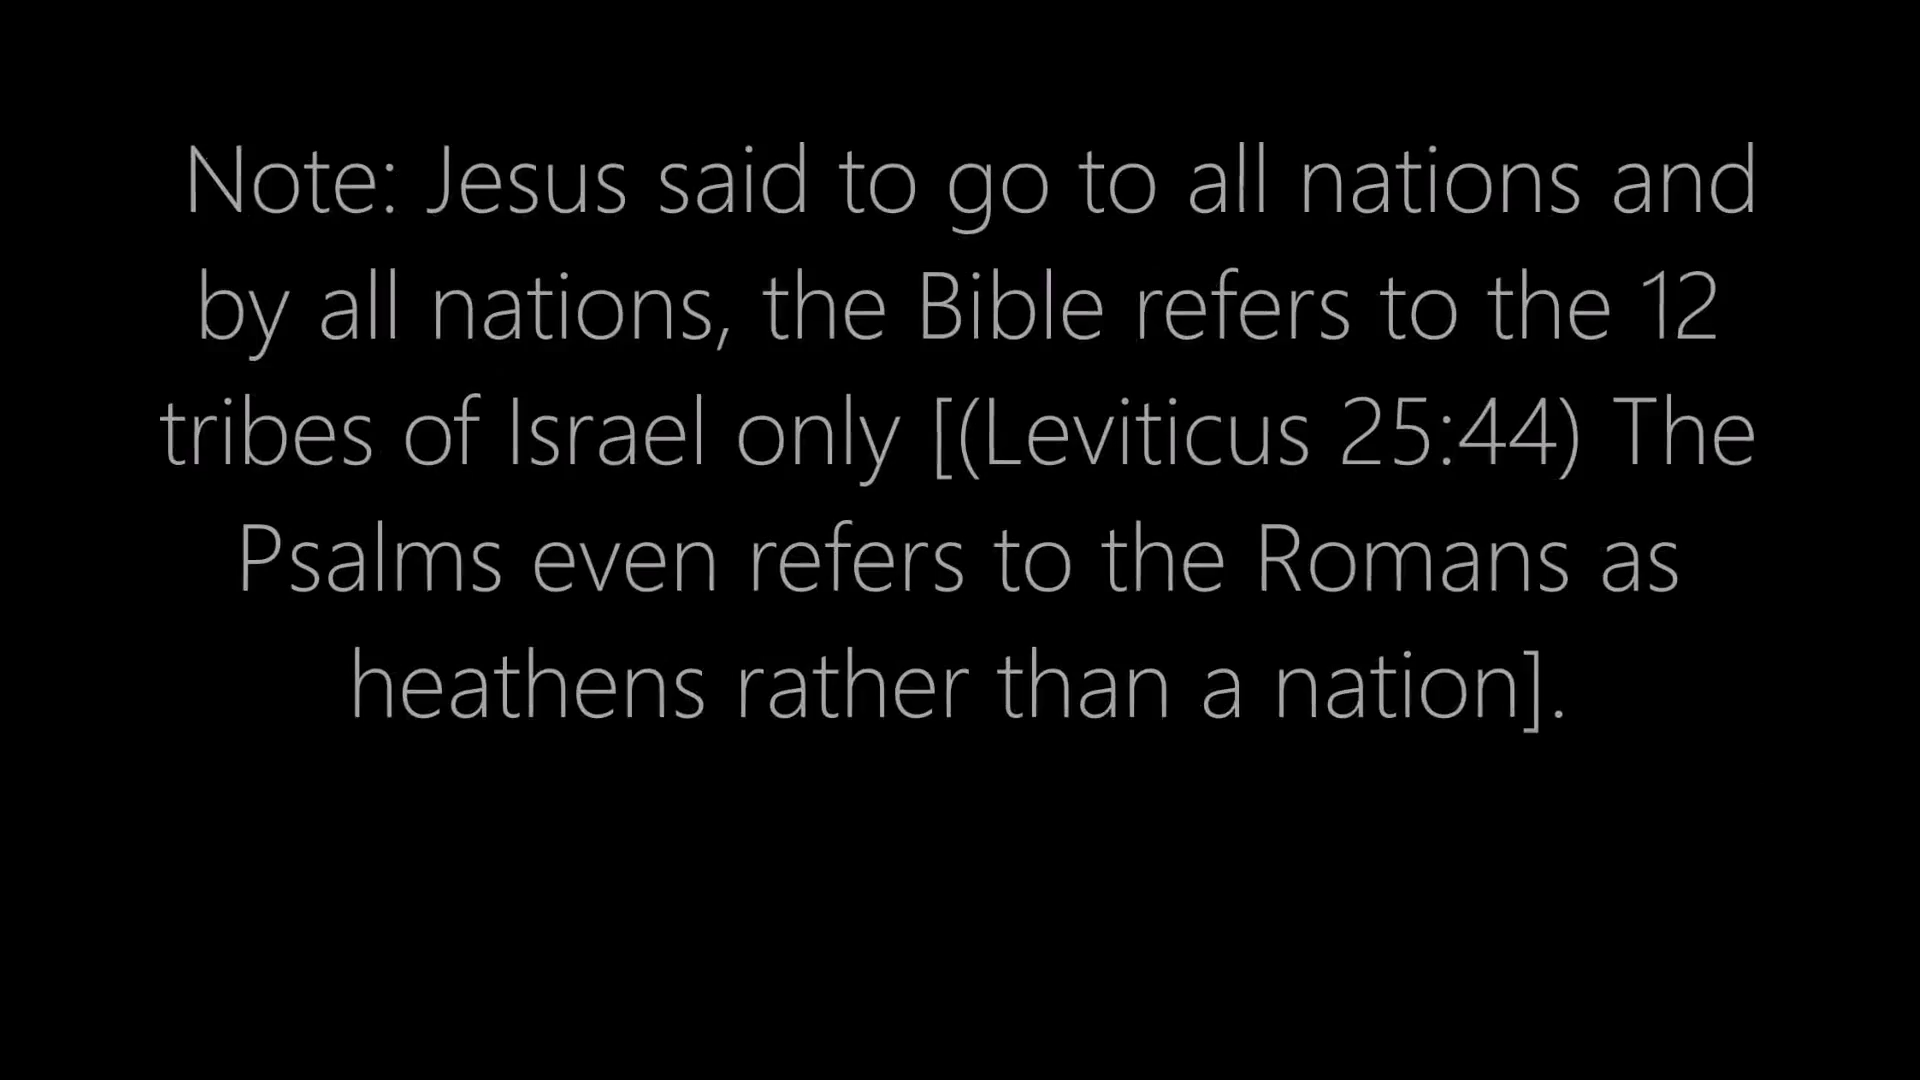 Note: Jesus said to go to all nations and
by all nations, the Bible refers to the 12
tribes of Israel only [(Leviticus 25:44) The
Psalms even refers to the Romans as
heathens rather than a nation].